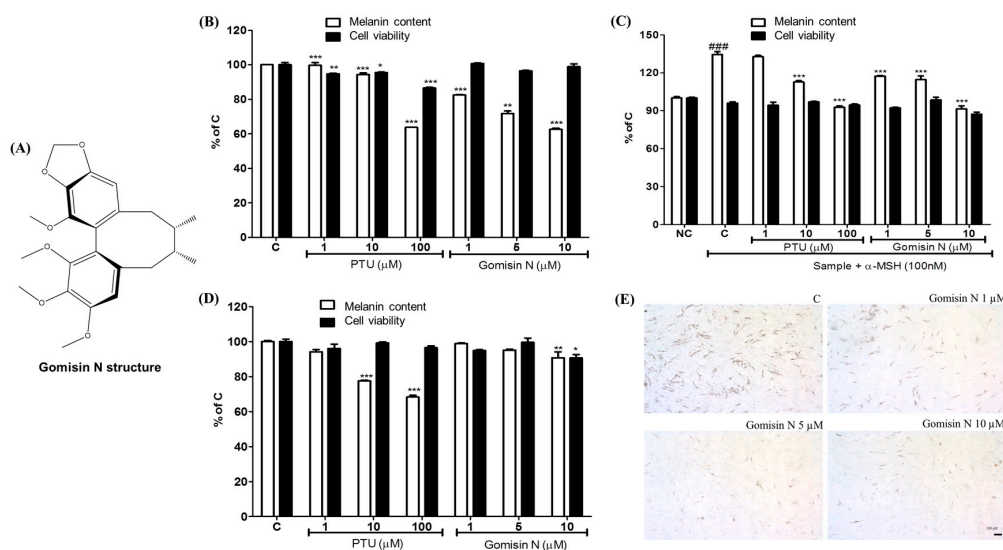 (A)
O
O
O
O
O
O
Gomisin N structure
(B)
Melanin content
Cell viability
% of C
120
100
80
60
40
20
0
***
**
***
*
***
***
***
**
***
C
1
10
100
1
5
10
PTU (μM)
Gomisin N (μM)
(C)
Melanin content
Cell viability
% of C
150
120
90
60
30
0
###
***
***
***
***
***
NC
C
1
10
100
1
5
10
PTU (μM)
Gomisin N (μM)
Sample + α-MSH (100nM)
(D)
Melanin content
Cell viability
% of C
120
100
80
60
40
20
0
***
***
**
*
C
1
10
100
1
5
10
PTU (μM)
Gomisin N (μM)
(E)
C
Gomisin N 1 μM
Gomisin N 5 μM
Gomisin N 10 μM